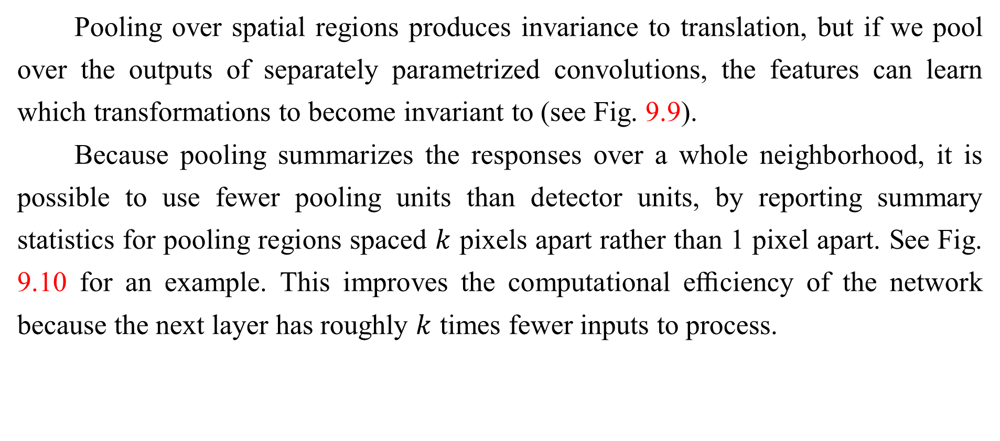 Pooling over spatial regions produces invariance to translation, but if we pool
over the outputs of separately parametrized convolutions, the features can learn
which transformations to become invariant to (see Fig. 9.9).
Because pooling summarizes the responses over a whole neighborhood, it is
possible to use fewer pooling units than detector units, by reporting summary
statistics for pooling regions spaced k pixels apart rather than 1 pixel apart. See Fig.
9.10 for an example. This improves the computational efficiency of the network
because the next layer has roughly k times fewer inputs to process.